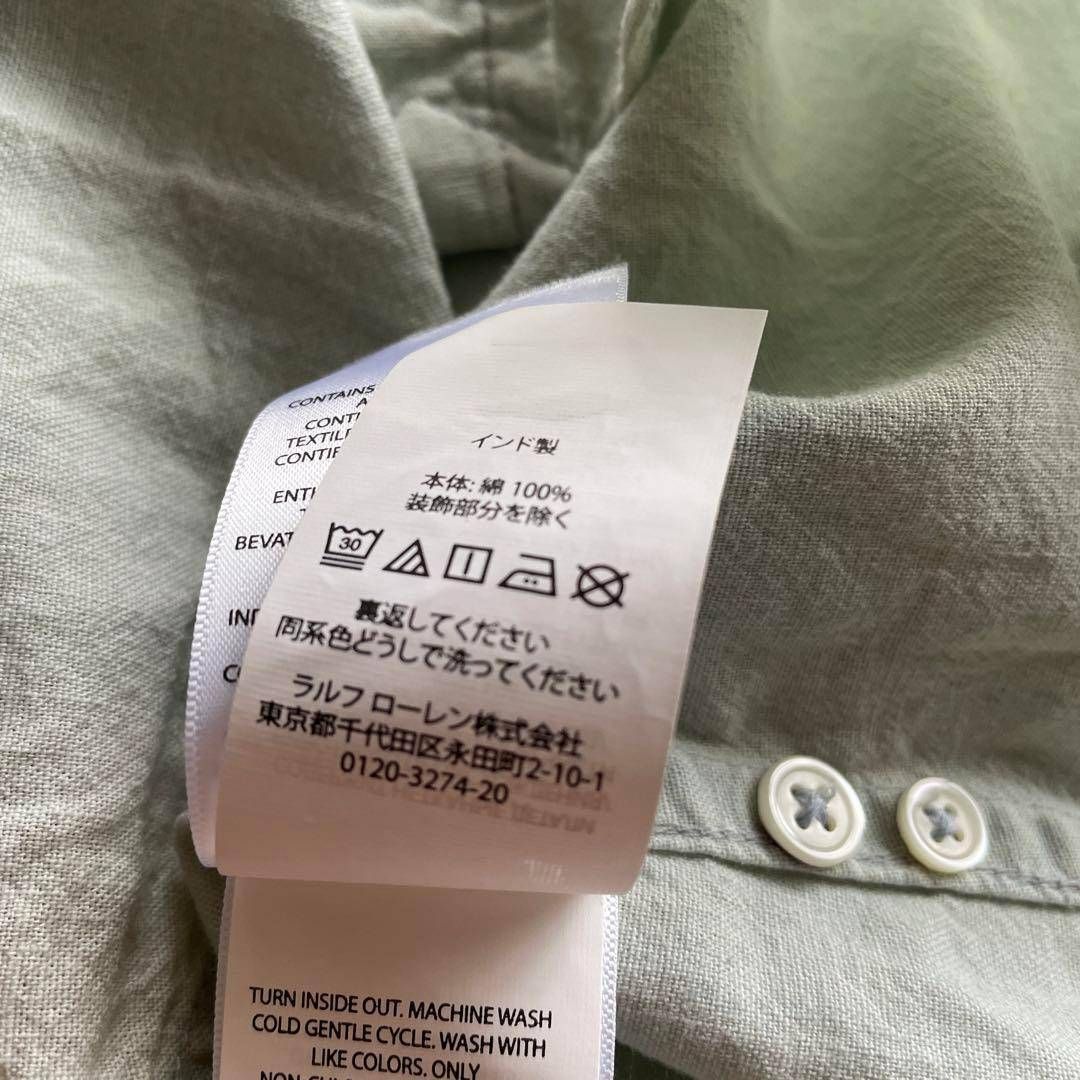 CONTAINS
A
CONT
TEXTIL
CONTIE
ENTH
BEVAT
IND
インド製
本体: 綿 100%
装飾部分を除く
30
裏返してください
同系色どうしで洗ってください
ラルフ ローレン株式会社
東京都千代田区永田町2-10-1
0120-3274-20
TURN INSIDE OUT. MACHINE WASH
COLD GENTLE CYCLE. WASH WITH
LIKE COLORS. ONLY